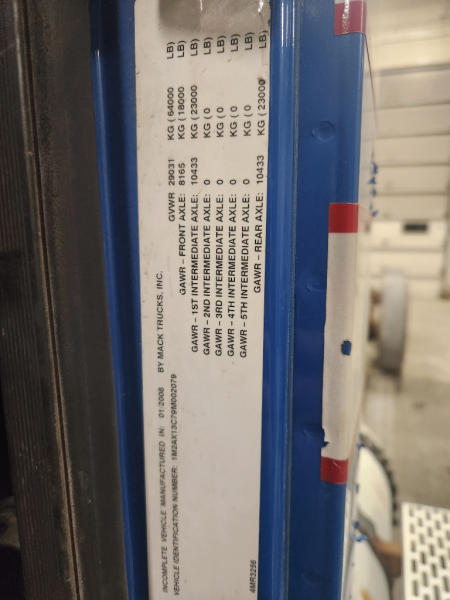 INCOMPLETE VEHICLE MANUFACTURED IN: 01/2008 BY MACK TRUCKS, INC.
VEHICLE IDENTIFICATION NUMBER: 1M2AX13C79M002079
GVWR 29031 KG ( 64000 LB)
GAWR - FRONT AXLE: 8165 KG ( 18000 LB)
GAWR - 1ST INTERMEDIATE AXLE: 10433 KG ( 23000 LB)
GAWR - 2ND INTERMEDIATE AXLE: 0 KG ( 0 LB)
GAWR - 3RD INTERMEDIATE AXLE: 0 KG ( 0 LB)
GAWR - 4TH INTERMEDIATE AXLE: 0 KG ( 0 LB)
GAWR - 5TH INTERMEDIATE AXLE: 0 KG ( 0 LB)
GAWR - REAR AXLE: 10433 KG ( 23000 LB)
4MR3296